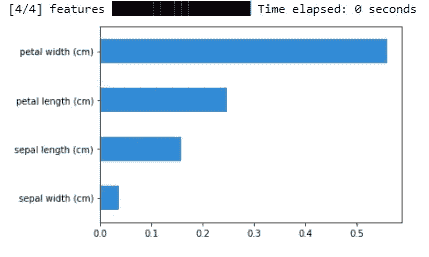 [4/4] features Time elapsed: 0 seconds
petal width (cm)
petal length (cm)
sepal length (cm)
sepal width (cm)
0.0 0.1 0.2 0.3 0.4 0.5